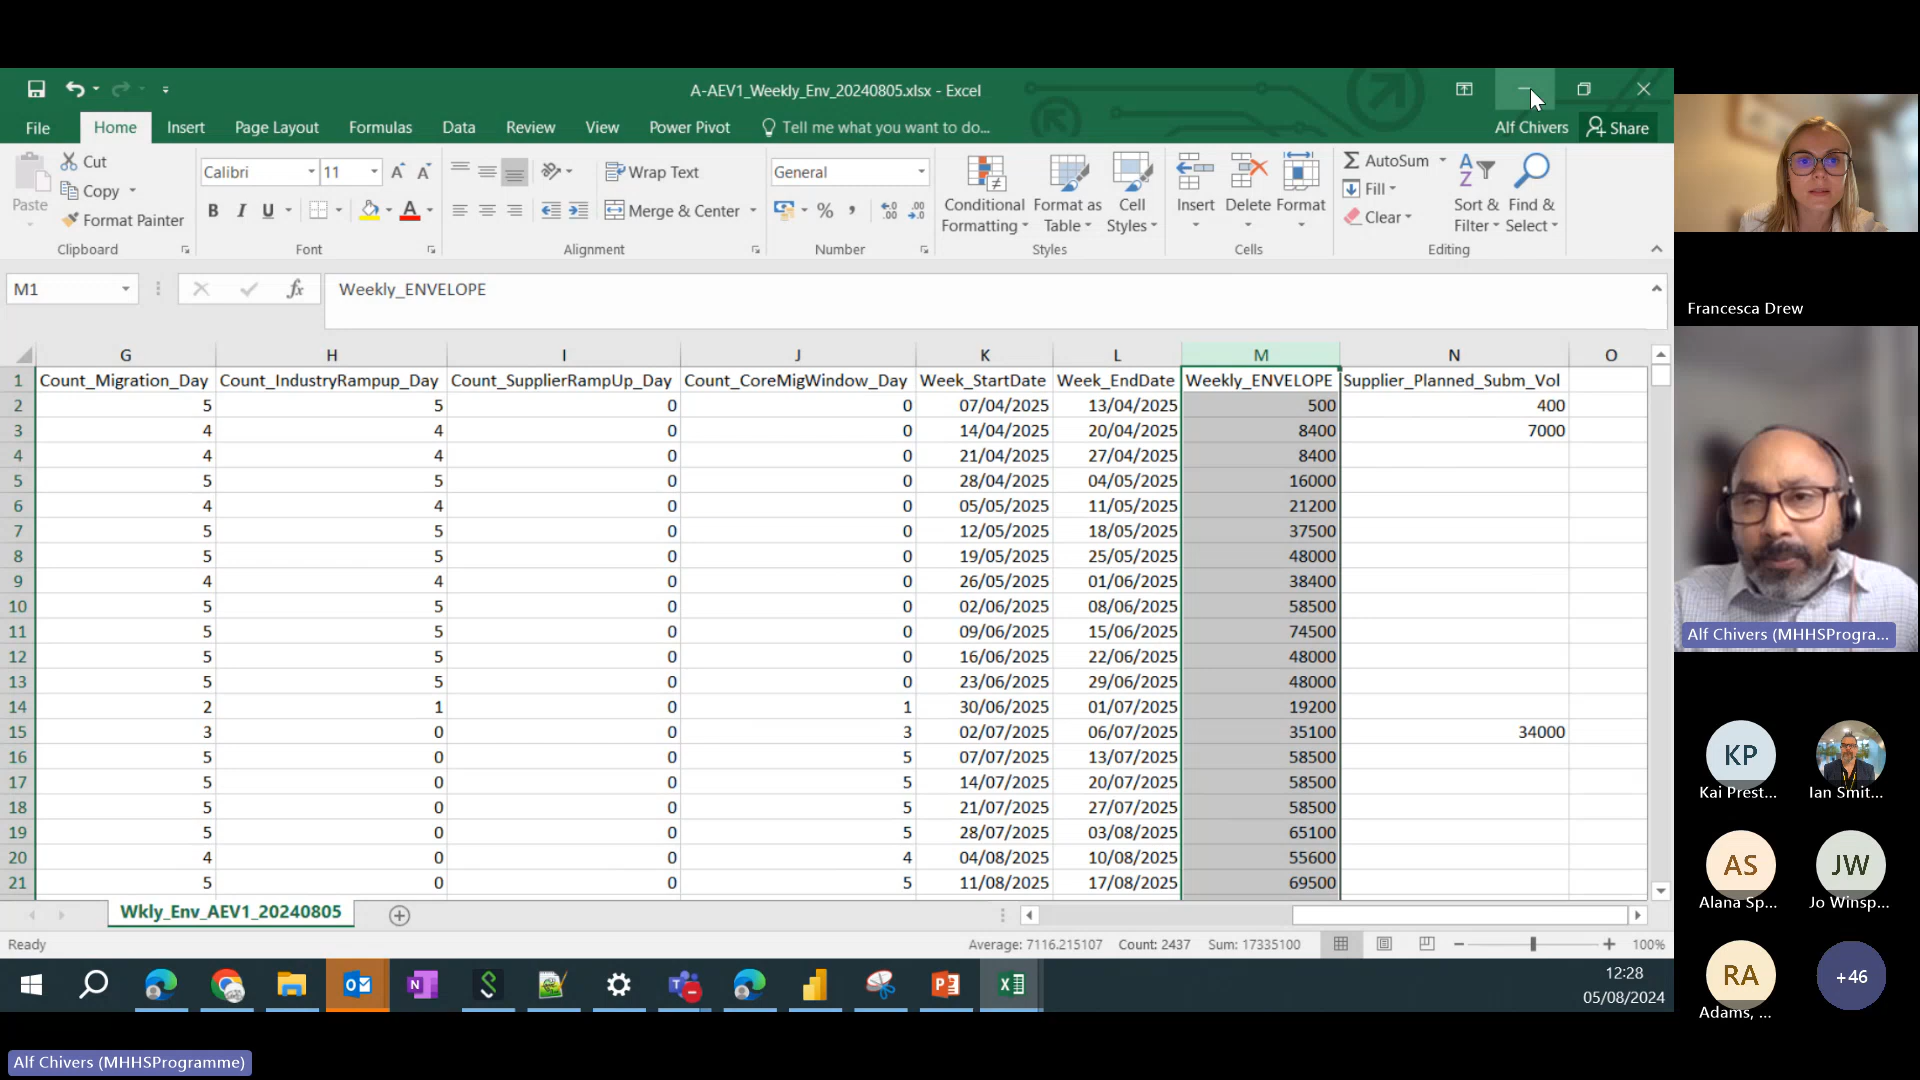 A-AEV1_Weekly_Env_20240805.xlsx - Excel
File Home Insert Page Layout Formulas Data Review View Power Pivot Tell me what you want to do... Alf Chivers Share
Paste
Cut
Copy
Format Painter
Clipboard
Calibri 11
B I U
Font
Wrap Text
Merge & Center
Alignment
General
Number
Conditional Formatting
Format as Table
Cell Styles
Styles
Insert Delete Format
Cells
AutoSum
Fill
Clear
Sort & Filter
Find & Select
Editing
M1 fx Weekly_ENVELOPE
G H I J K L M N O
1 Count_Migration_Day Count_IndustryRampup_Day Count_SupplierRampUp_Day Count_CoreMigWindow_Day Week_StartDate Week_EndDate Weekly_ENVELOPE Supplier_Planned_Subm_Vol
2 5 5 0 0 07/04/2025 13/04/2025 500 400
3 4 4 0 0 14/04/2025 20/04/2025 8400 7000
4 4 4 0 0 21/04/2025 27/04/2025 8400
5 5 5 0 0 28/04/2025 04/05/2025 16000
6 4 4 0 0 05/05/2025 11/05/2025 21200
7 5 5 0 0 12/05/2025 18/05/2025 37500
8 5 5 0 0 19/05/2025 25/05/2025 48000
9 4 4 0 0 26/05/2025 01/06/2025 38400
10 5 5 0 0 02/06/2025 08/06/2025 58500
11 5 5 0 0 09/06/2025 15/06/2025 74500
12 5 5 0 0 16/06/2025 22/06/2025 48000
13 5 5 0 0 23/06/2025 29/06/2025 48000
14 2 1 0 1 30/06/2025 01/07/2025 19200
15 3 0 0 3 02/07/2025 06/07/2025 35100 34000
16 5 0 0 5 07/07/2025 13/07/2025 58500
17 5 0 0 5 14/07/2025 20/07/2025 58500
18 5 0 0 5 21/07/2025 27/07/2025 58500
19 5 0 0 5 28/07/2025 03/08/2025 65100
20 4 0 0 4 04/08/2025 10/08/2025 55600
21 5 0 0 5 11/08/2025 17/08/2025 69500
Wkly_Env_AEV1_20240805
Ready Average: 7116.215107 Count: 2437 Sum: 17335100 100%
12:28
05/08/2024
Francesca Drew
Alf Chivers (MHHSProgra...
KP
Kai Prest... Ian Smit...
AS JW
Alana Sp... Jo Winsp...
RA +46
Adams, ...
Alf Chivers (MHHSProgramme)